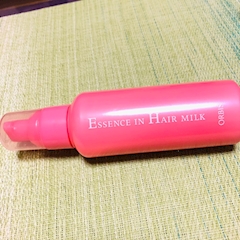 ESSENCE IN HAIR MILK
ORBIS